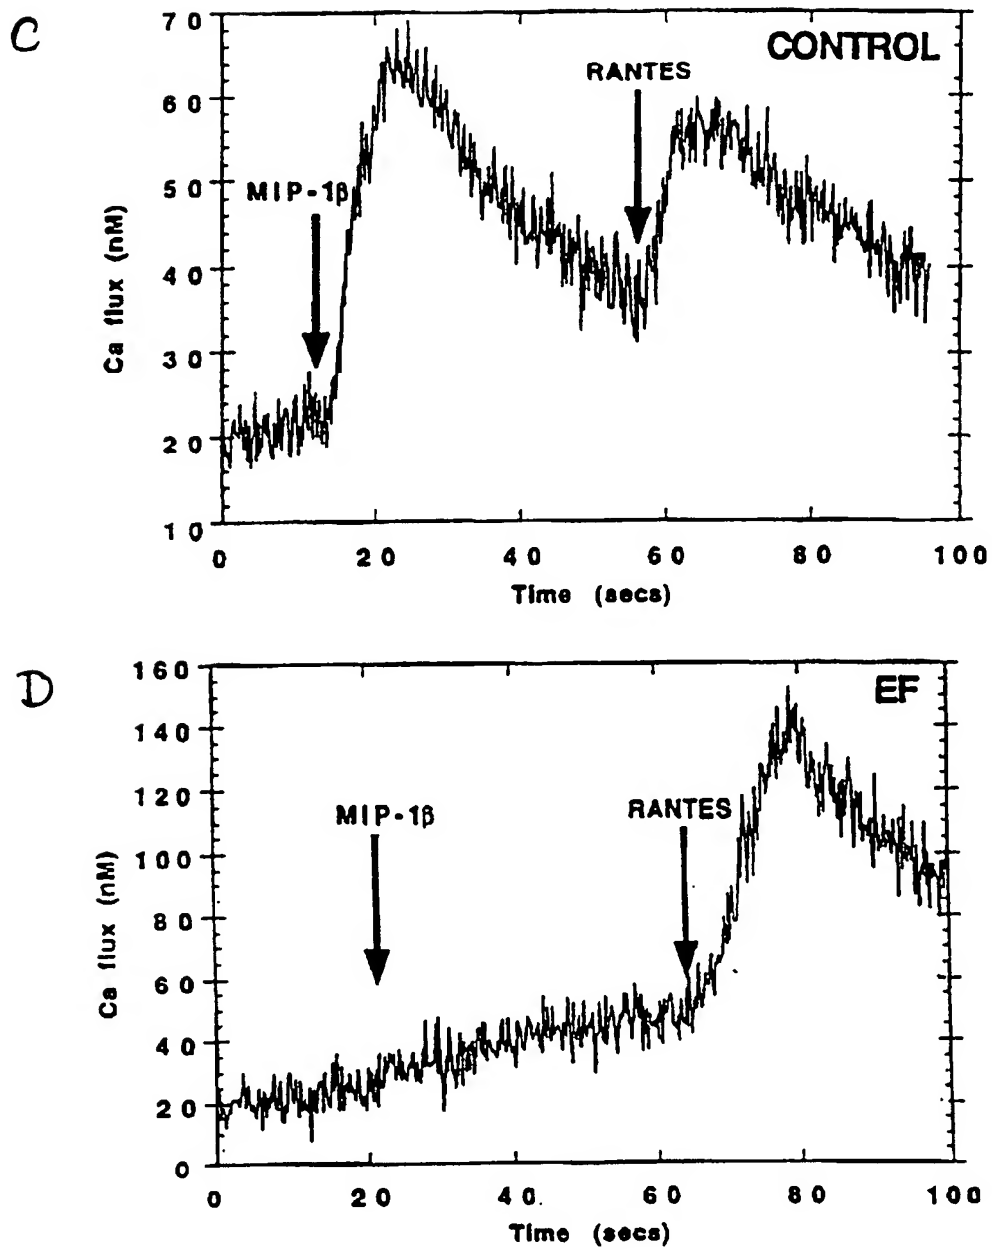 C
CONTROL
RANTES
MIP-1β
Ca flux (nM)
70
60
50
40
30
20
10
0 20 40 60 80 100
Time (secs)
D
EF
MIP-1β
RANTES
Ca flux (nM)
160
140
120
100
80
60
40
20
0
0 20 40. 60 80 100
Time (secs)